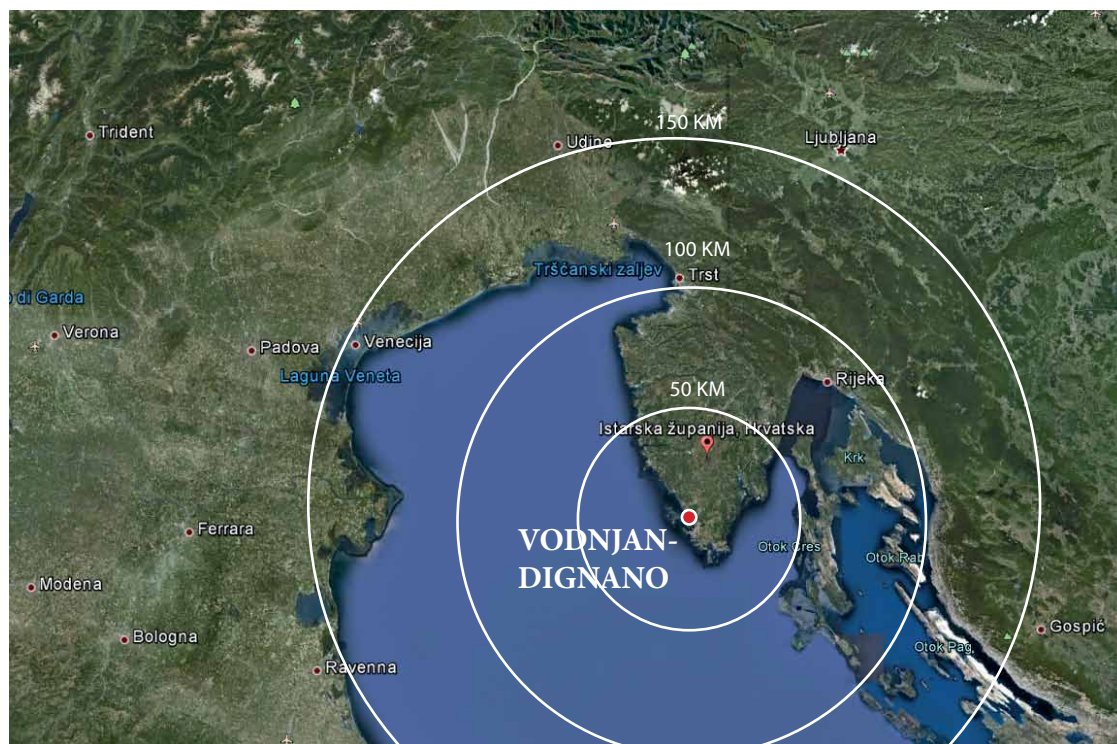 150 KM
Trident
Udine
Ljubljana
100 KM
Tršćanski zaljev
Trst
di Garda
Verona
Padova
Venecija
Laguna Veneta
Rijeka
50 KM
Istarska županija, Hrvatska
Krk
Ferrara
VODNJAN-
DIGNANO
Otok Cres
Otok Rab
Modena
Bologna
Gospić
Otok Pag
Ravenna